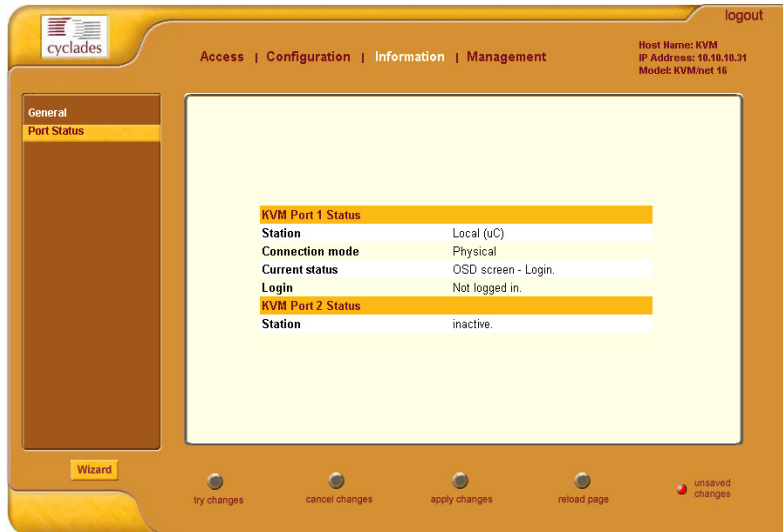 logout
cyclades
Access | Configuration | Information | Management
Host Name: KVM
IP Address: 10.10.10.31
Model: KVM/net 16
General
Port Status
KVM Port 1 Status
Station Local (uC)
Connection mode Physical
Current status OSD screen - Login.
Login Not logged in.
KVM Port 2 Status
Station inactive.
Wizard
try changes
cancel changes
apply changes
reload page
unsaved changes